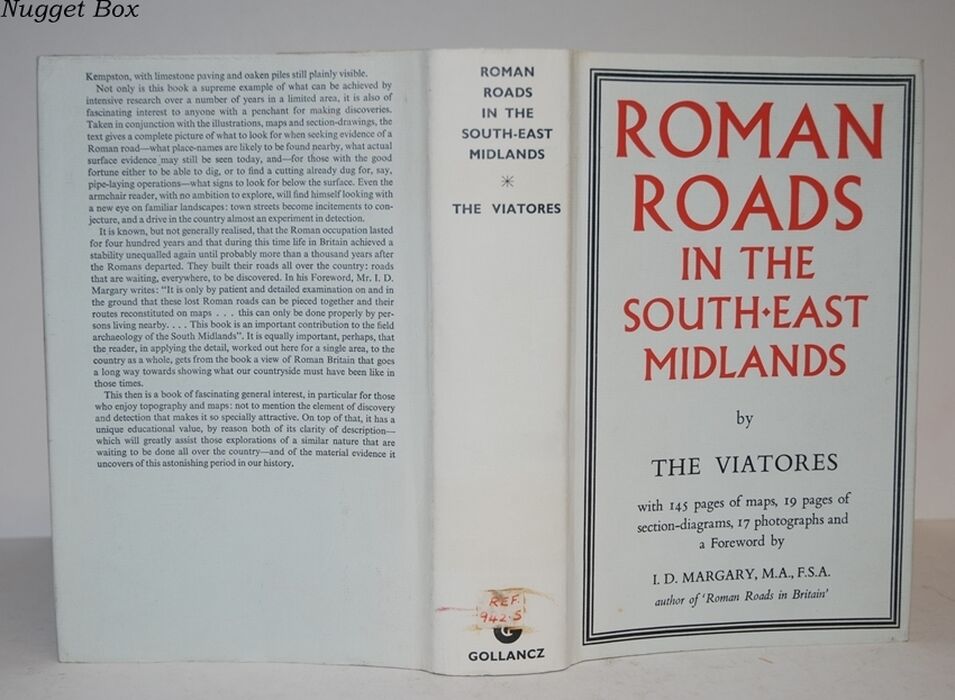 Nugget Box
Kempston, with limestone paving and oaken piles still plainly visible.
Not only is this book a supreme example of what can be achieved by
intensive research over a number of years in a limited area, it is also of
fascinating interest to anyone with a penchant for making discoveries.
Taken in conjunction with the illustrations, maps and section-drawings, the
text gives a complete picture of what to look for when seeking evidence of a
Roman road—what place-names are likely to be found nearby, what actual
surface evidence may still be seen today, and—for those with the good
fortune either to be able to dig, or to find a cutting already dug for, say,
pipe-laying operations—what signs to look for below the surface. Even the
armchair reader, with no ambition to explore, will find himself looking with
a new eye on familiar landscapes: town streets become incitements to con-
jecture, and a drive in the country almost an experiment in detection.
It is known, but not generally realised, that the Roman occupation lasted
for four hundred years and that during this time life in Britain achieved a
stability unequalled again until probably more than a thousand years after
the Romans departed. They built their roads all over the country: roads
that are waiting, everywhere, to be discovered. In his Foreword, Mr. I. D.
Margary writes: “It is only by patient and detailed examination on and in
the ground that these lost Roman roads can be pieced together and their
routes reconstituted on maps . . . this can only be done properly by per-
sons living nearby. . . . This book is an important contribution to the field
archaeology of the South Midlands”. It is equally important, perhaps, that
the reader, in applying the detail, worked out here for a single area, to the
country as a whole, gets from the book a view of Roman Britain that goes
a long way towards showing what our countryside must have been like in
those times.
This then is a book of fascinating general interest, in particular for those
who enjoy topography and maps: not to mention the element of discovery
and detection that makes it so specially attractive. On top of that, it has a
unique educational value, by reason both of its clarity of description—
which will greatly assist those explorations of a similar nature that are
waiting to be done all over the country—and of the material evidence it
uncovers of this astonishing period in our history.
ROMAN
ROADS
IN THE
SOUTH-EAST
MIDLANDS
THE VIATORES
REF.
942.5
G
GOLLANCZ
ROMAN
ROADS
IN THE
SOUTH·EAST
MIDLANDS
by
THE VIATORES
with 145 pages of maps, 19 pages of
section-diagrams, 17 photographs and
a Foreword by
I. D. MARGARY, M.A., F.S.A.
author of ‘Roman Roads in Britain’